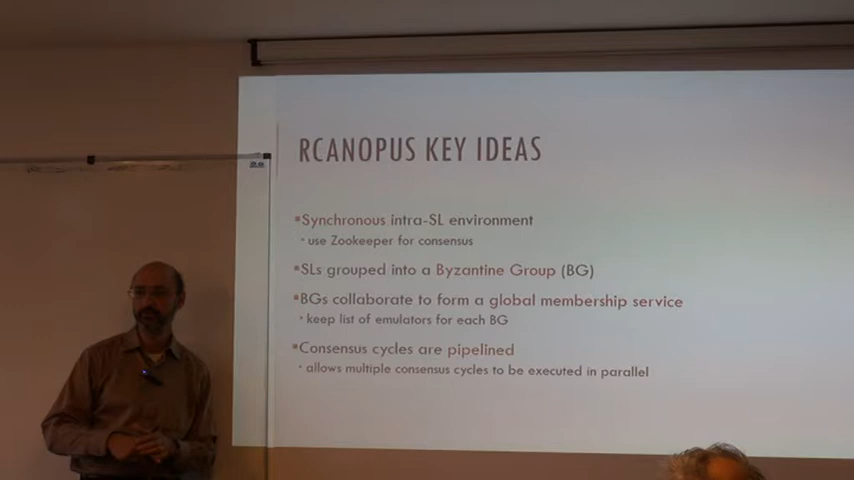 RCANOPUS KEY IDEAS
▪Synchronous intra-SL environment
▪ use Zookeeper for consensus
▪SLs grouped into a Byzantine Group (BG)
▪BGs collaborate to form a global membership service
▪ keep list of emulators for each BG
▪Consensus cycles are pipelined
▪ allows multiple consensus cycles to be executed in parallel